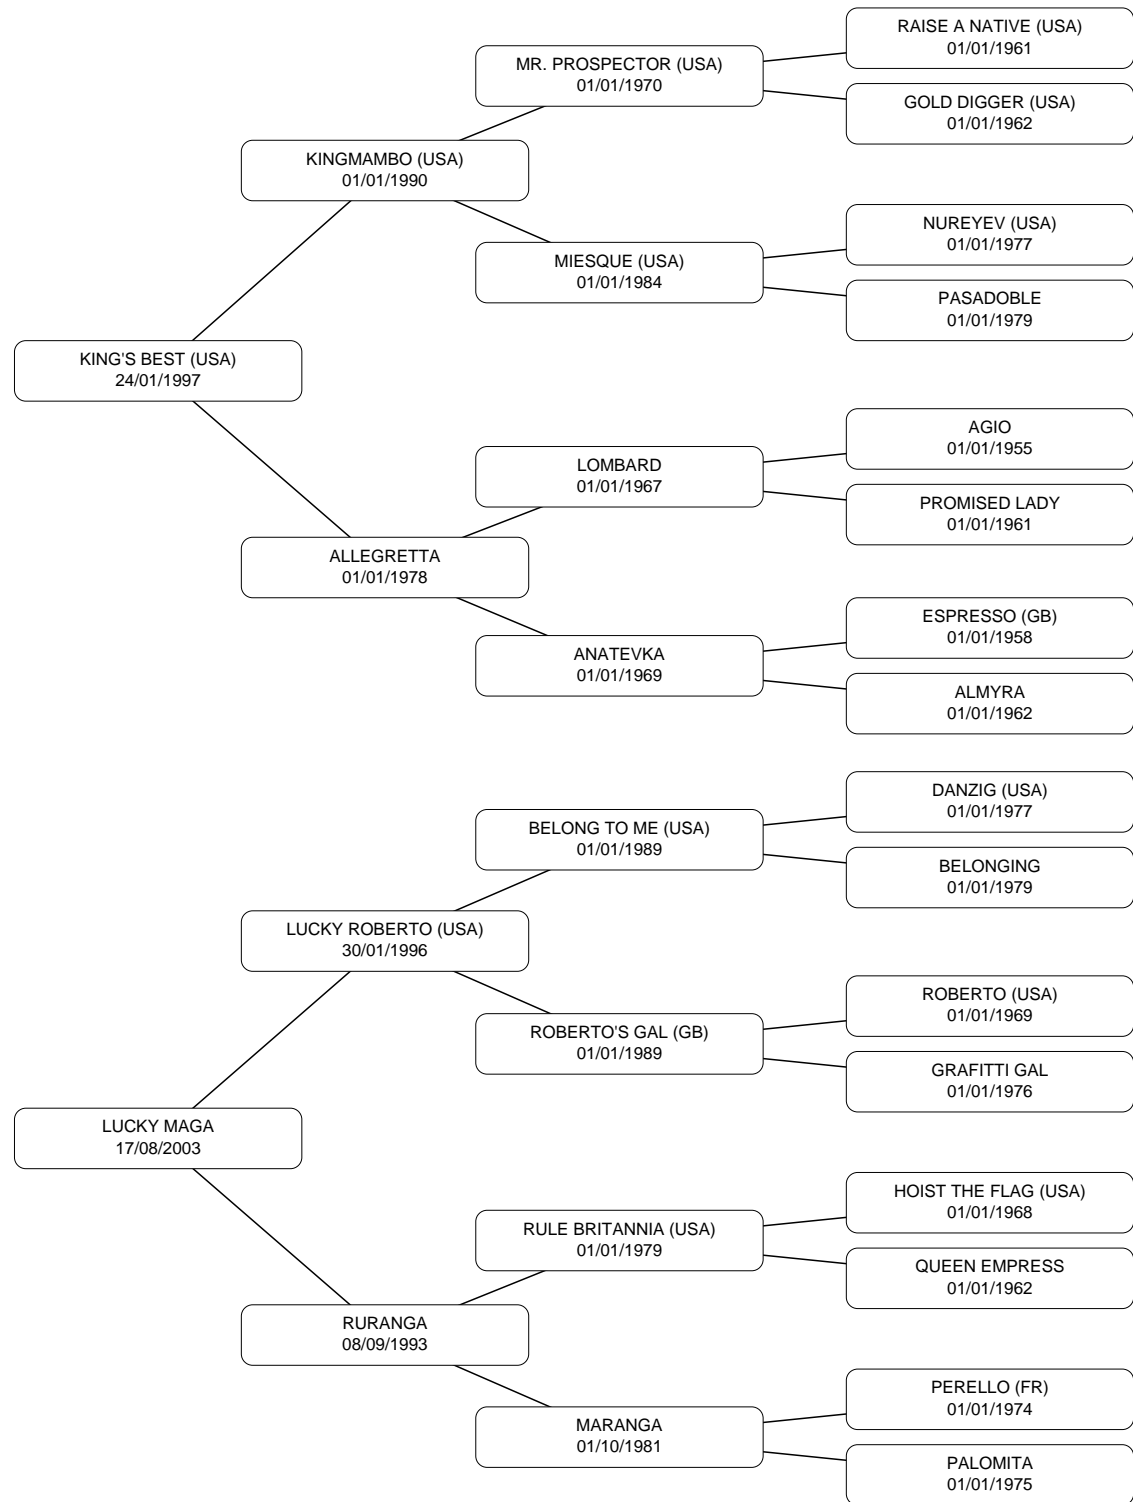 RAISE A NATIVE (USA)
01/01/1961
MR. PROSPECTOR (USA)
01/01/1970
GOLD DIGGER (USA)
01/01/1962
KINGMAMBO (USA)
01/01/1990
NUREYEV (USA)
01/01/1977
MIESQUE (USA)
01/01/1984
PASADOBLE
01/01/1979
KING'S BEST (USA)
24/01/1997
AGIO
01/01/1955
LOMBARD
01/01/1967
PROMISED LADY
01/01/1961
ALLEGRETTA
01/01/1978
ESPRESSO (GB)
01/01/1958
ANATEVKA
01/01/1969
ALMYRA
01/01/1962
DANZIG (USA)
01/01/1977
BELONG TO ME (USA)
01/01/1989
BELONGING
01/01/1979
LUCKY ROBERTO (USA)
30/01/1996
ROBERTO (USA)
01/01/1969
ROBERTO'S GAL (GB)
01/01/1989
GRAFITTI GAL
01/01/1976
LUCKY MAGA
17/08/2003
HOIST THE FLAG (USA)
01/01/1968
RULE BRITANNIA (USA)
01/01/1979
QUEEN EMPRESS
01/01/1962
RURANGA
08/09/1993
PERELLO (FR)
01/01/1974
MARANGA
01/10/1981
PALOMITA
01/01/1975